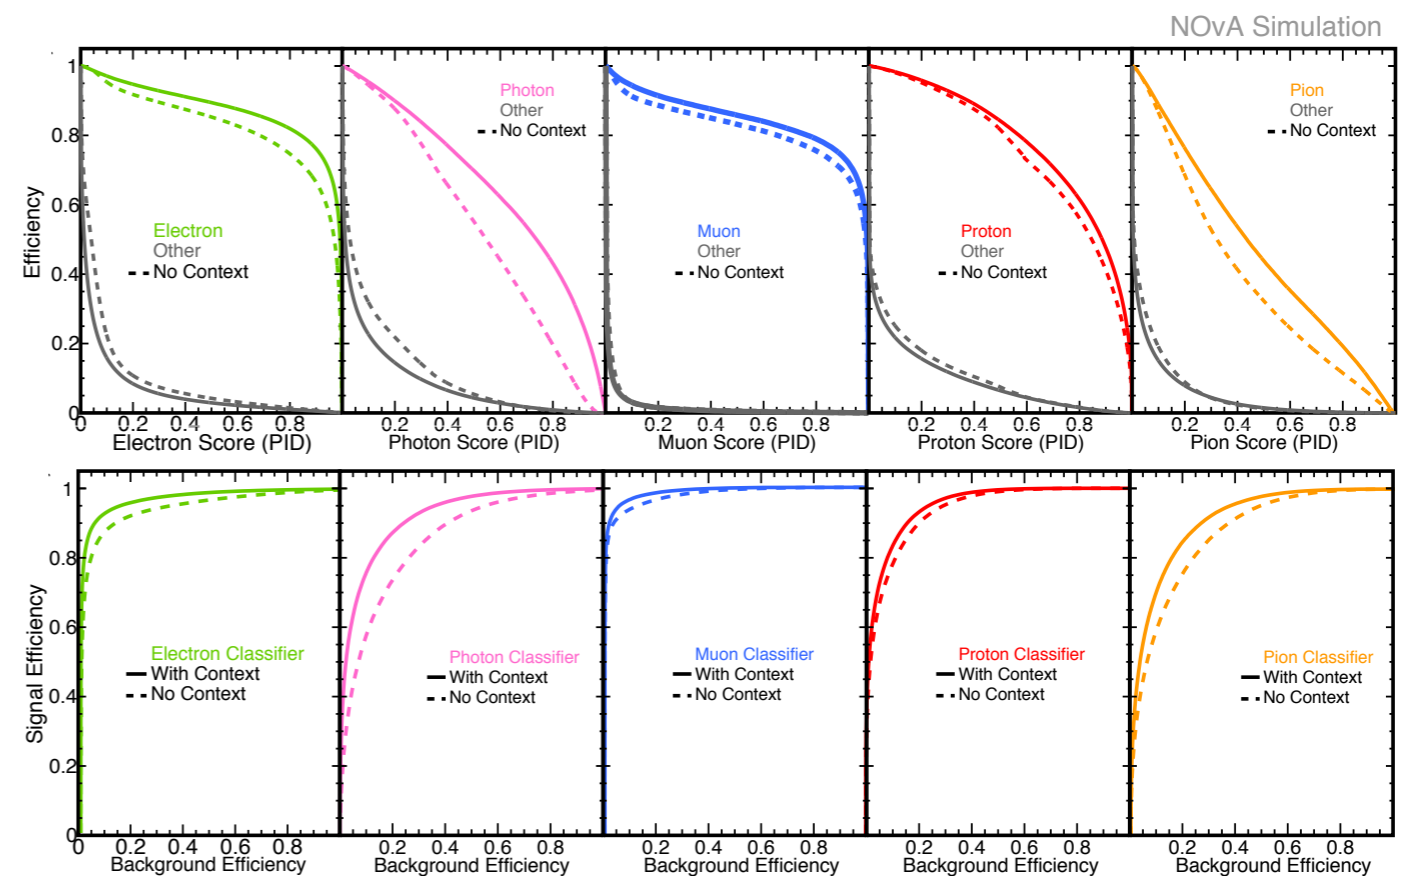 NOvA Simulation
Efficiency
1
0.8
0.6
0.4
0.2
0
Electron
Other
No Context
0 0.2 0.4 0.6 0.8
Electron Score (PID)
Photon
Other
No Context
0.2 0.4 0.6 0.8
Photon Score (PID)
Muon
Other
No Context
0.2 0.4 0.6 0.8
Muon Score (PID)
Proton
Other
No Context
0.2 0.4 0.6 0.8
Proton Score (PID)
Pion
Other
No Context
0.2 0.4 0.6 0.8
Pion Score (PID)
Signal Efficiency
1
0.8
0.6
0.4
0.2
0
Electron Classifier
With Context
No Context
0 0.2 0.4 0.6 0.8
Background Efficiency
Photon Classifier
With Context
No Context
0.2 0.4 0.6 0.8
Background Efficiency
Muon Classifier
With Context
No Context
0.2 0.4 0.6 0.8
Background Efficiency
Proton Classifier
With Context
No Context
0.2 0.4 0.6 0.8
Background Efficiency
Pion Classifier
With Context
No Context
0.2 0.4 0.6 0.8
Background Efficiency